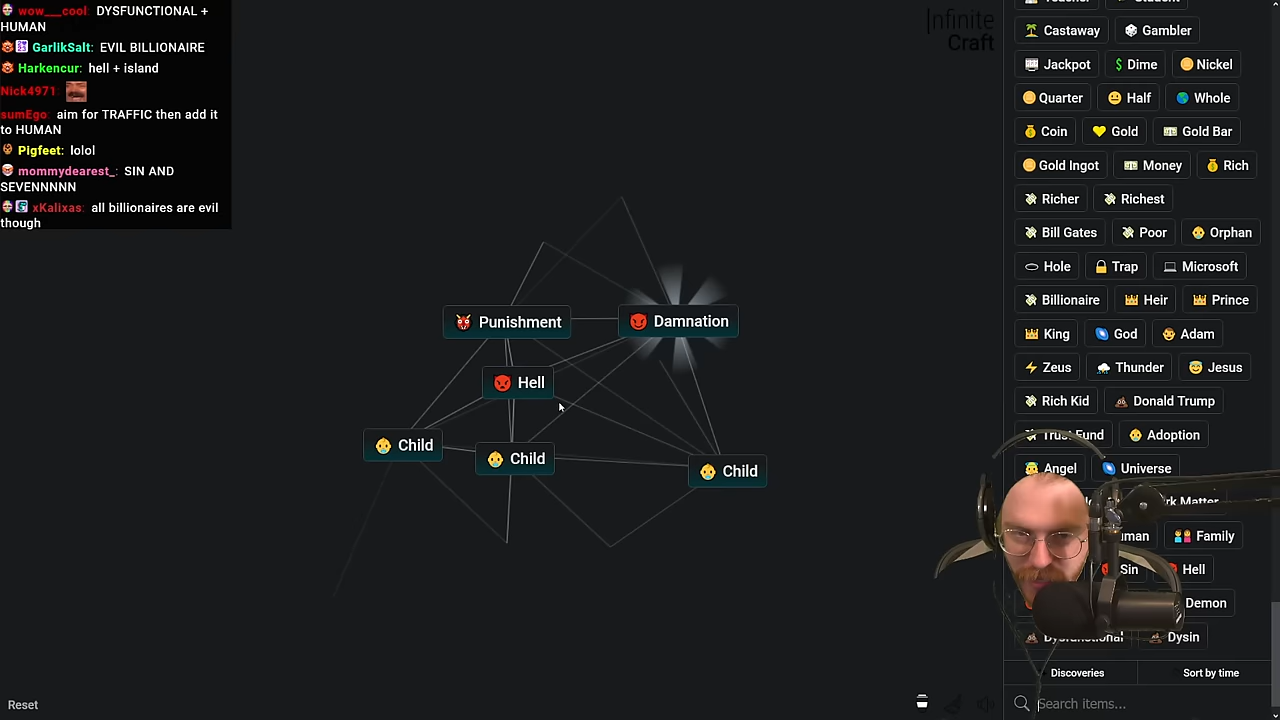 wow___cool: DYSFUNCTIONAL +
HUMAN
GarlikSalt: EVIL BILLIONAIRE
Harkencur: hell + island
Nick4971:
sumEgo: aim for TRAFFIC then add it
to HUMAN
Pigfeet: lolol
mommydearest_: SIN AND
SEVENNNNN
xKalixas: all billionaires are evil
though
Infinite
Craft
Punishment
Damnation
Hell
Child
Child
Child
Castaway Gambler
Jackpot Dime Nickel
Quarter Half Whole
Coin Gold Gold Bar
Gold Ingot Money Rich
Richer Richest
Bill Gates Poor Orphan
Hole Trap Microsoft
Billionaire Heir Prince
King God Adam
Zeus Thunder Jesus
Rich Kid Donald Trump
Trust Fund Adoption
Angel Universe
Matter
Family
Sin Hell
Demon
Dysfunctional Dysin
Discoveries Sort by time
Search items...
Reset